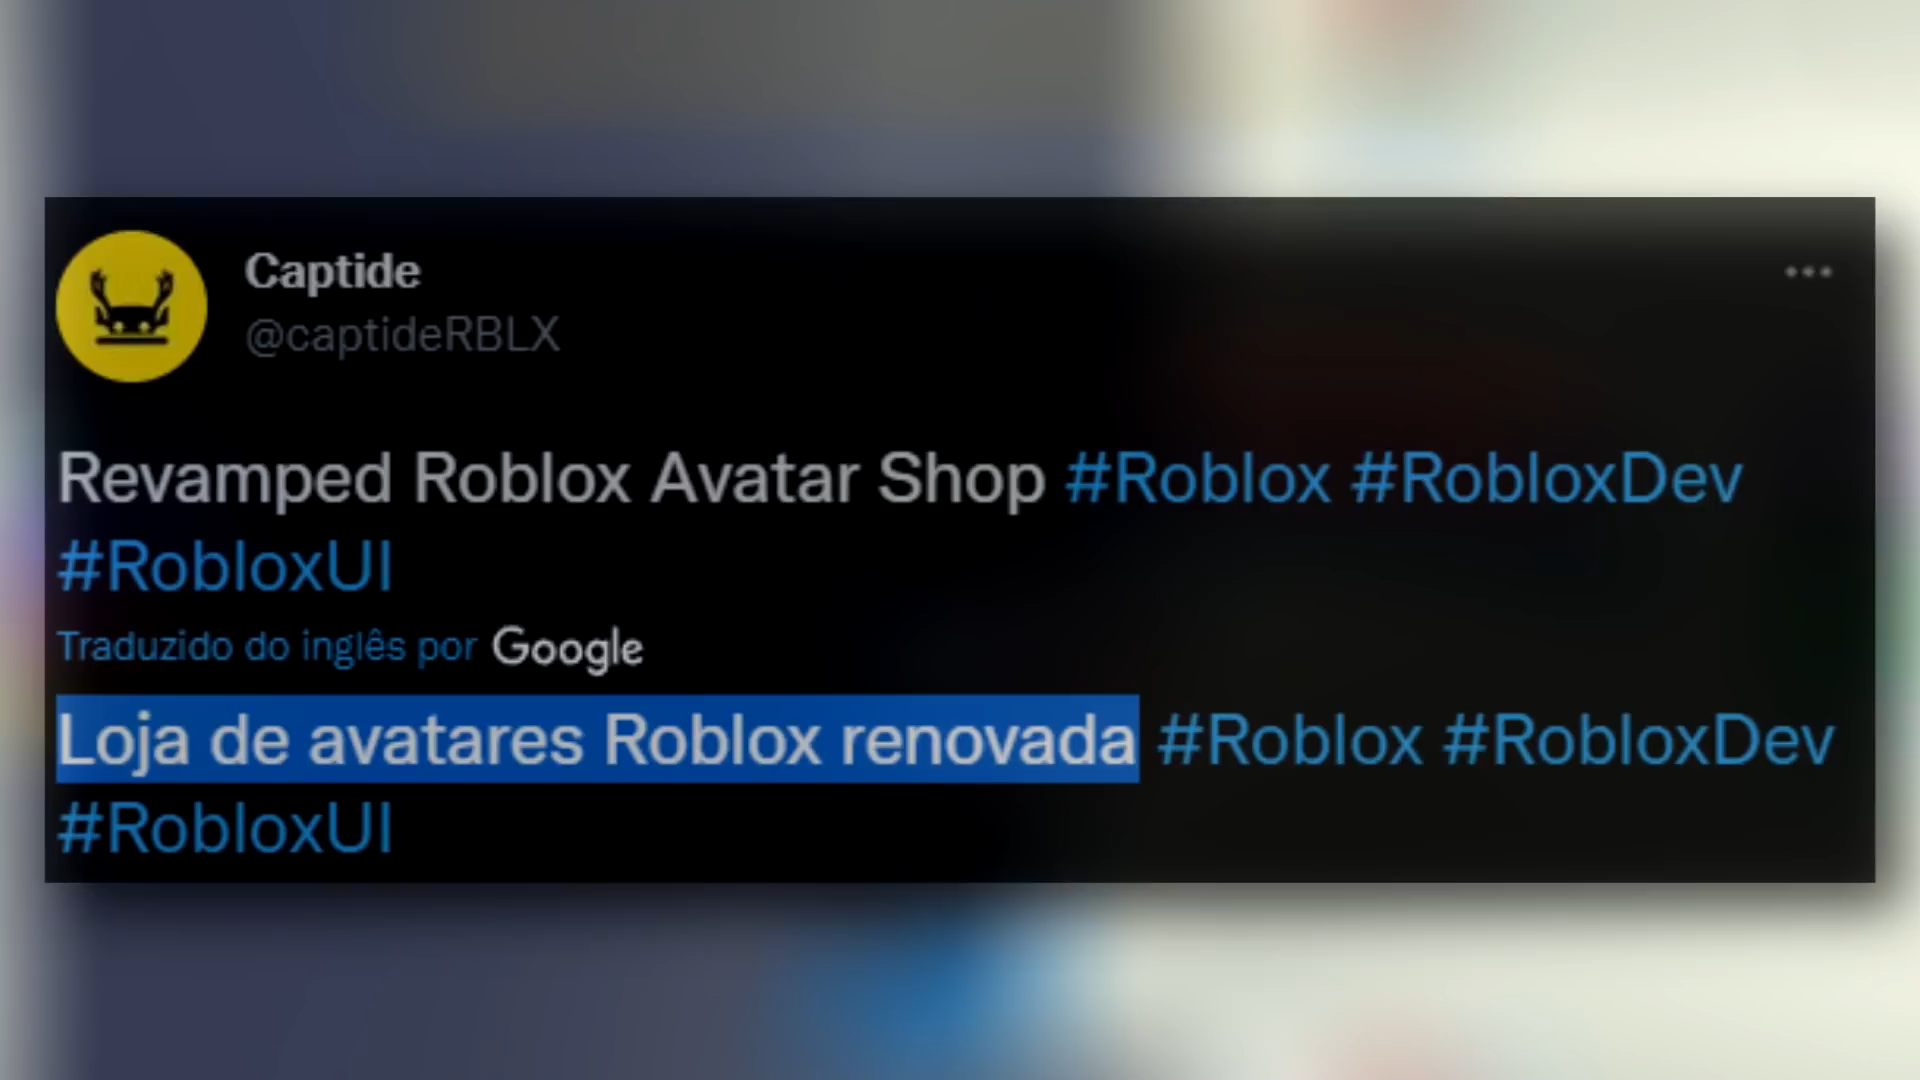 Captide
@captideRBLX
Revamped Roblox Avatar Shop #Roblox #RobloxDev
#RobloxUI
Traduzido do inglês por Google
Loja de avatares Roblox renovada #Roblox #RobloxDev
#RobloxUI